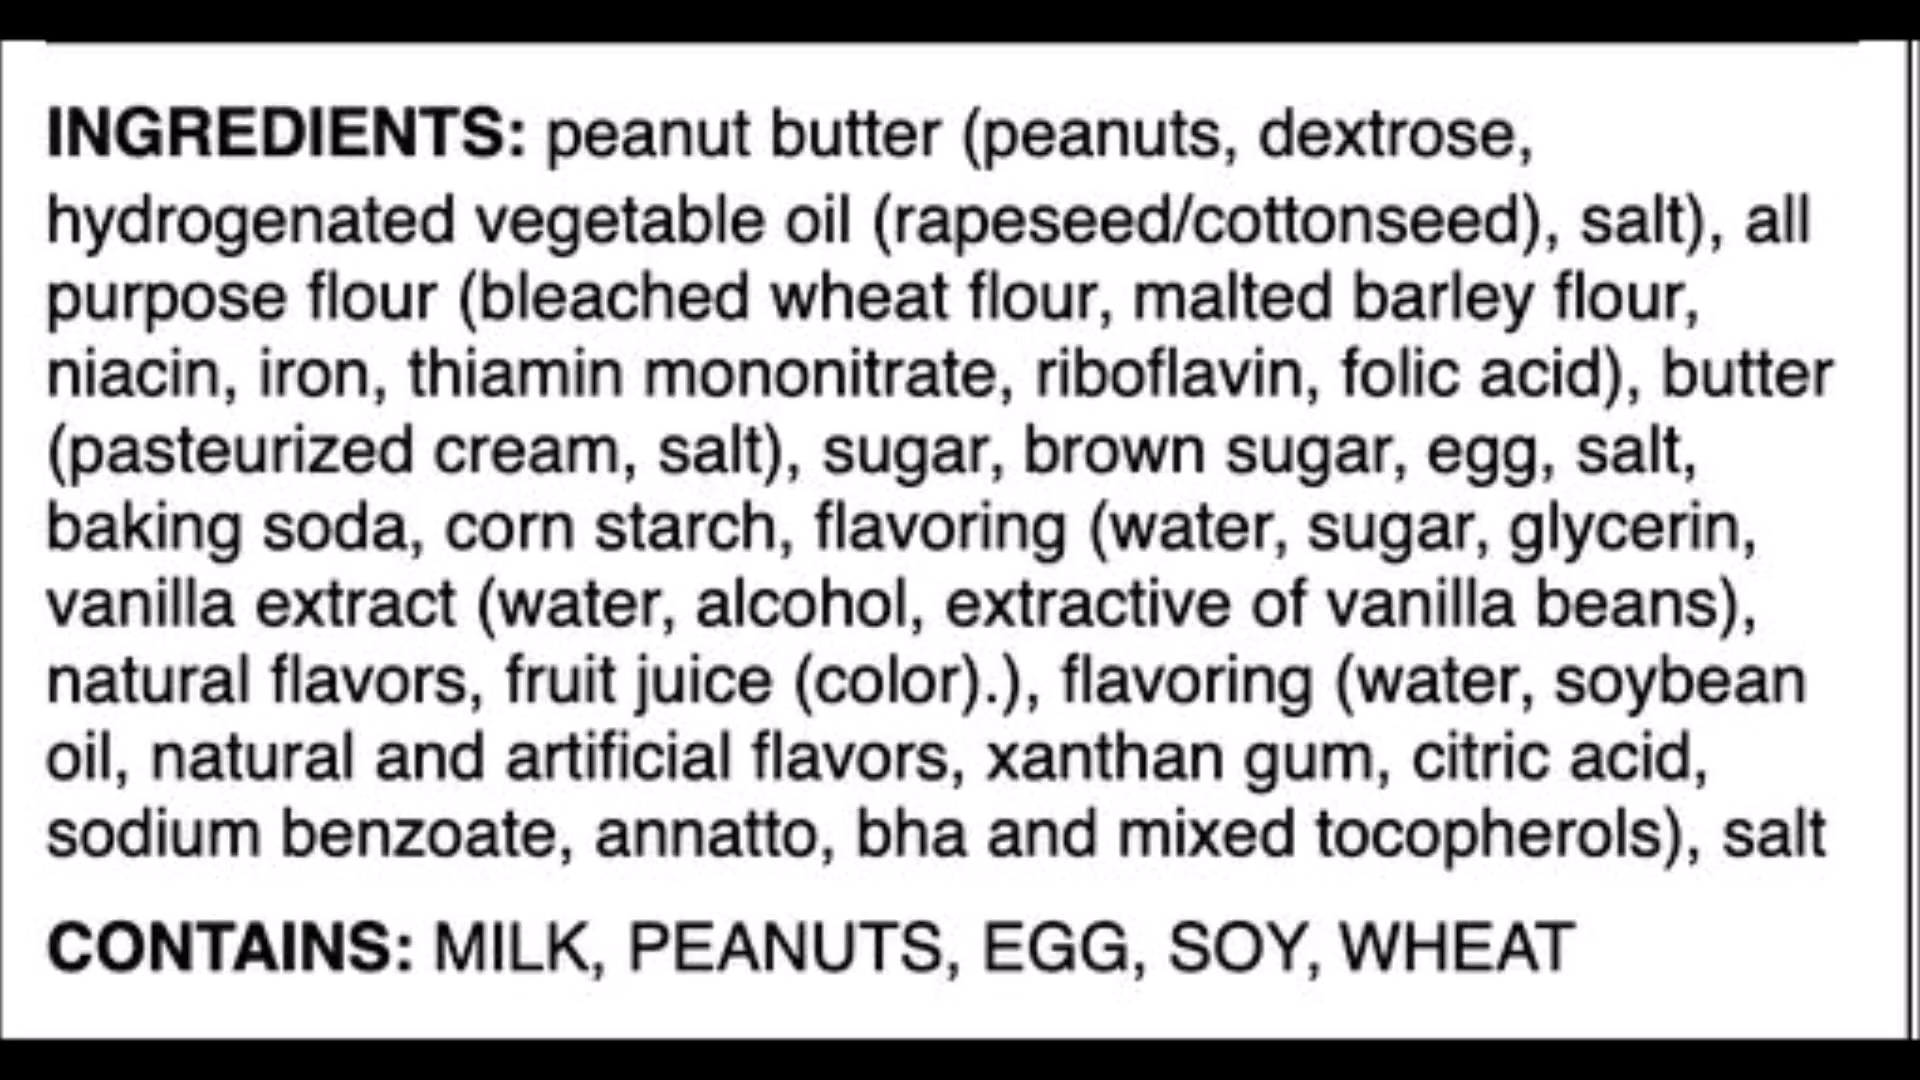 INGREDIENTS: peanut butter (peanuts, dextrose,
hydrogenated vegetable oil (rapeseed/cottonseed), salt), all
purpose flour (bleached wheat flour, malted barley flour,
niacin, iron, thiamin mononitrate, riboflavin, folic acid), butter
(pasteurized cream, salt), sugar, brown sugar, egg, salt,
baking soda, corn starch, flavoring (water, sugar, glycerin,
vanilla extract (water, alcohol, extractive of vanilla beans),
natural flavors, fruit juice (color).), flavoring (water, soybean
oil, natural and artificial flavors, xanthan gum, citric acid,
sodium benzoate, annatto, bha and mixed tocopherols), salt
CONTAINS: MILK, PEANUTS, EGG, SOY, WHEAT